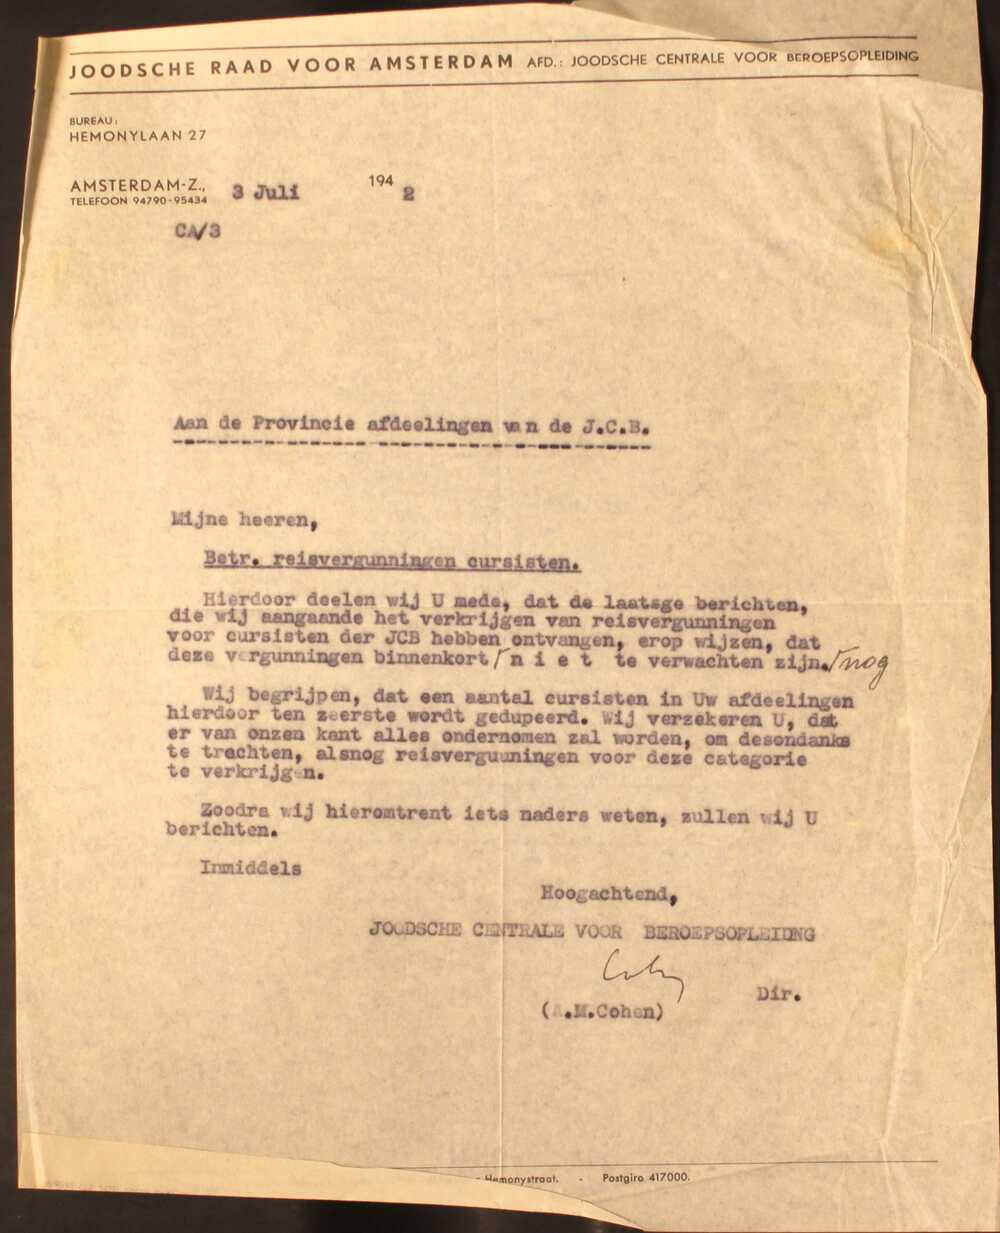 JOODSCHE RAAD VOOR AMSTERDAM AFD.: JOODSCHE CENTRALE VOOR BEROEPSOPLEIDING
BUREAU:
HEMONYLAAN 27
AMSTERDAM-Z., 3 Juli 194 2
TELEFOON 94790-95434
CA/3
Aan de Provincie afdeelingen van de J.C.B.
Mijne heeren,
Betr. reisvergunningen cursisten.
Hierdoor deelen wij U mede, dat de laatsge berichten,
die wij aangaande het verkrijgen van reisvergunningen
voor cursisten der JCB hebben ontvangen, erop wijzen, dat
deze vergunningen binnenkort ⌈ n i e t te verwachten zijn. ⌈nog
Wij begrijpen, dat een aantal cursisten in Uw afdeelingen
hierdoor ten zeerste wordt gedupeerd. Wij verzekeren U, dat
er van onzen kant alles ondernomen zal worden, om desondanks
te trachten, alsnog reisverguuningen voor deze categorie
te verkrijgen.
Zoodra wij hieromtrent iets naders weten, zullen wij U
berichten.
Inmiddels
Hoogachtend,
JOODSCHE CENTRALE VOOR BEROEPSOPLEIDING
Cohen
Dir.
(A.M.Cohen)
Hemonystraat. - Postgiro 417000.